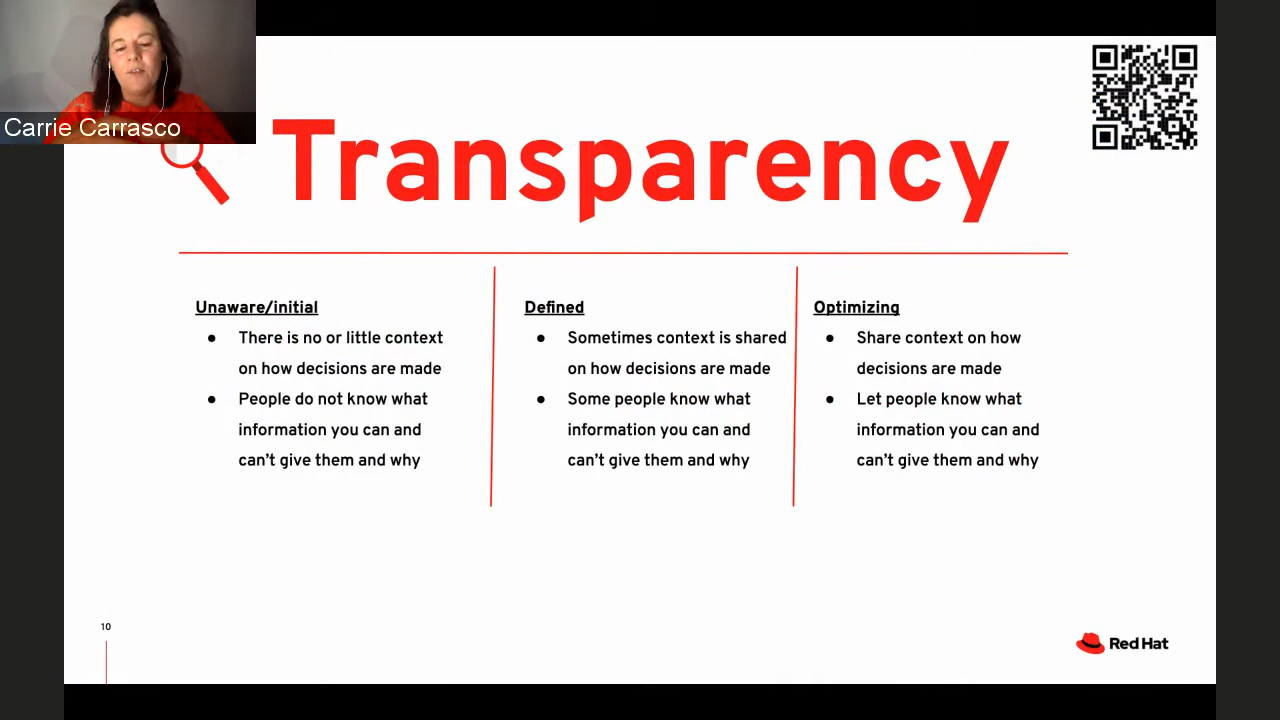 Carrie Carrasco
Transparency
Unaware/initial
● There is no or little context
on how decisions are made
● People do not know what
information you can and
can't give them and why
Defined
● Sometimes context is shared
on how decisions are made
● Some people know what
information you can and
can't give them and why
Optimizing
● Share context on how
decisions are made
● Let people know what
information you can and
can't give them and why
10
Red Hat